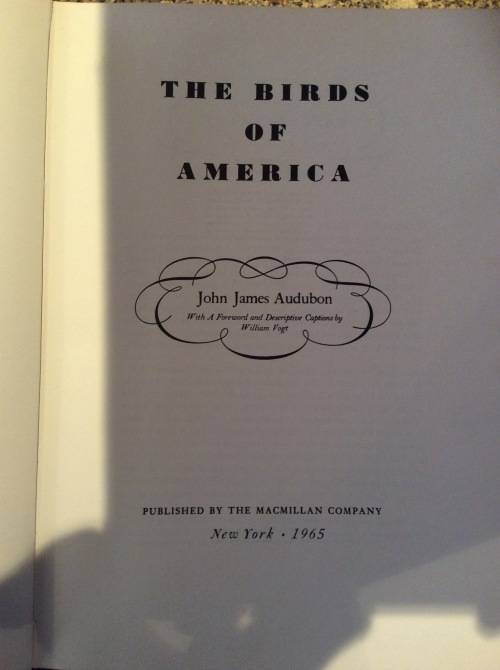 THE BIRDS
OF
AMERICA
John James Audubon
With A Foreword and Descriptive Captions by
William Vogt
PUBLISHED BY THE MACMILLAN COMPANY
New York · 1965